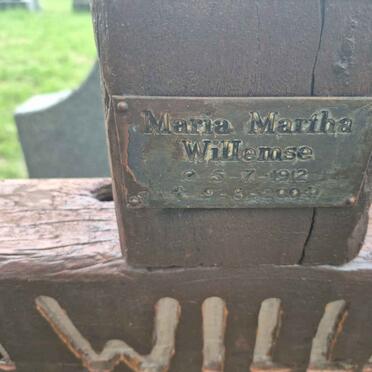 Maria Martha
Willemse
* 5-7-1912
A WILL